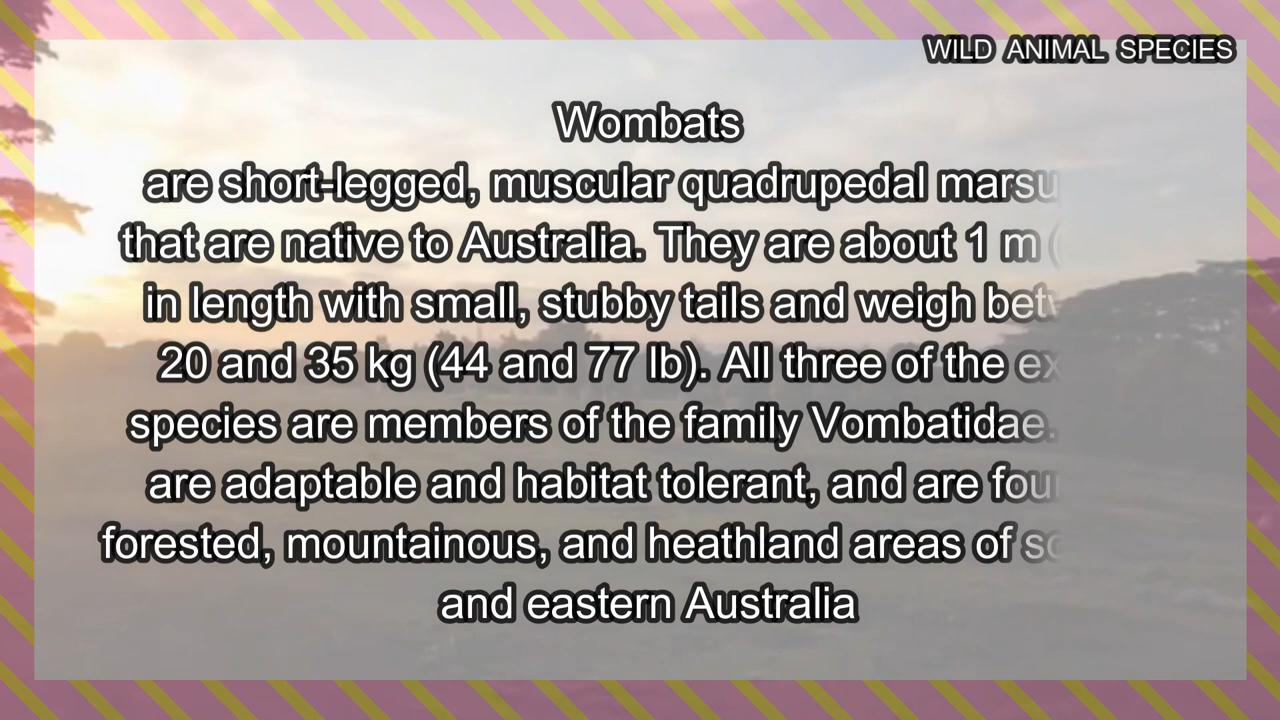 WILD ANIMAL SPECIES
Wombats
are short-legged, muscular quadrupedal
that are native to Australia. They are about 1 m
in length with small, stubby tails and weigh
20 and 35 kg (44 and 77 lb). All three of the
species are members of the family Vombatidae.
are adaptable and habitat tolerant, and are
forested, mountainous, and heathland areas of
and eastern Australia